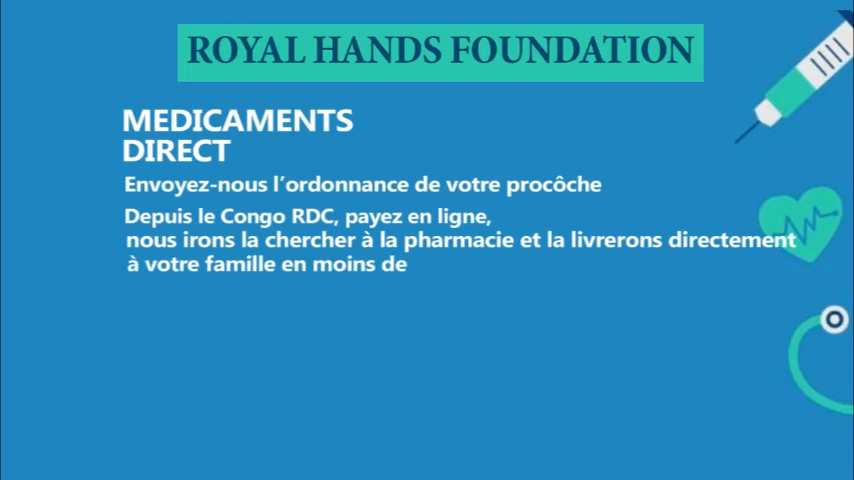 ROYAL HANDS FOUNDATION
MEDICAMENTS
DIRECT
Envoyez-nous l'ordonnance de votre procôche
Depuis le Congo RDC, payez en ligne,
nous irons la chercher à la pharmacie et la livrerons directement
à votre famille en moins de